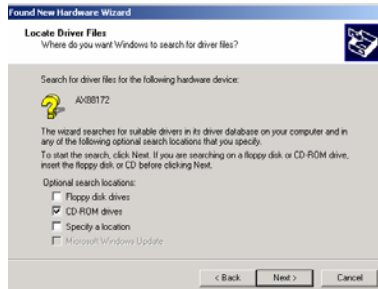 Found New Hardware Wizard
Locate Driver Files
Where do you want Windows to search for driver files?
Search for driver files for the following hardware device:
AX88172
The wizard searches for suitable drivers in its driver database on your computer and in
any of the following optional search locations that you specify.
To start the search, click Next. If you are searching on a floppy disk or CD-ROM drive,
insert the floppy disk or CD before clicking Next.
Optional search locations:
Floppy disk drives
CD-ROM drives
Specify a location
Microsoft Windows Update
< Back
Next >
Cancel